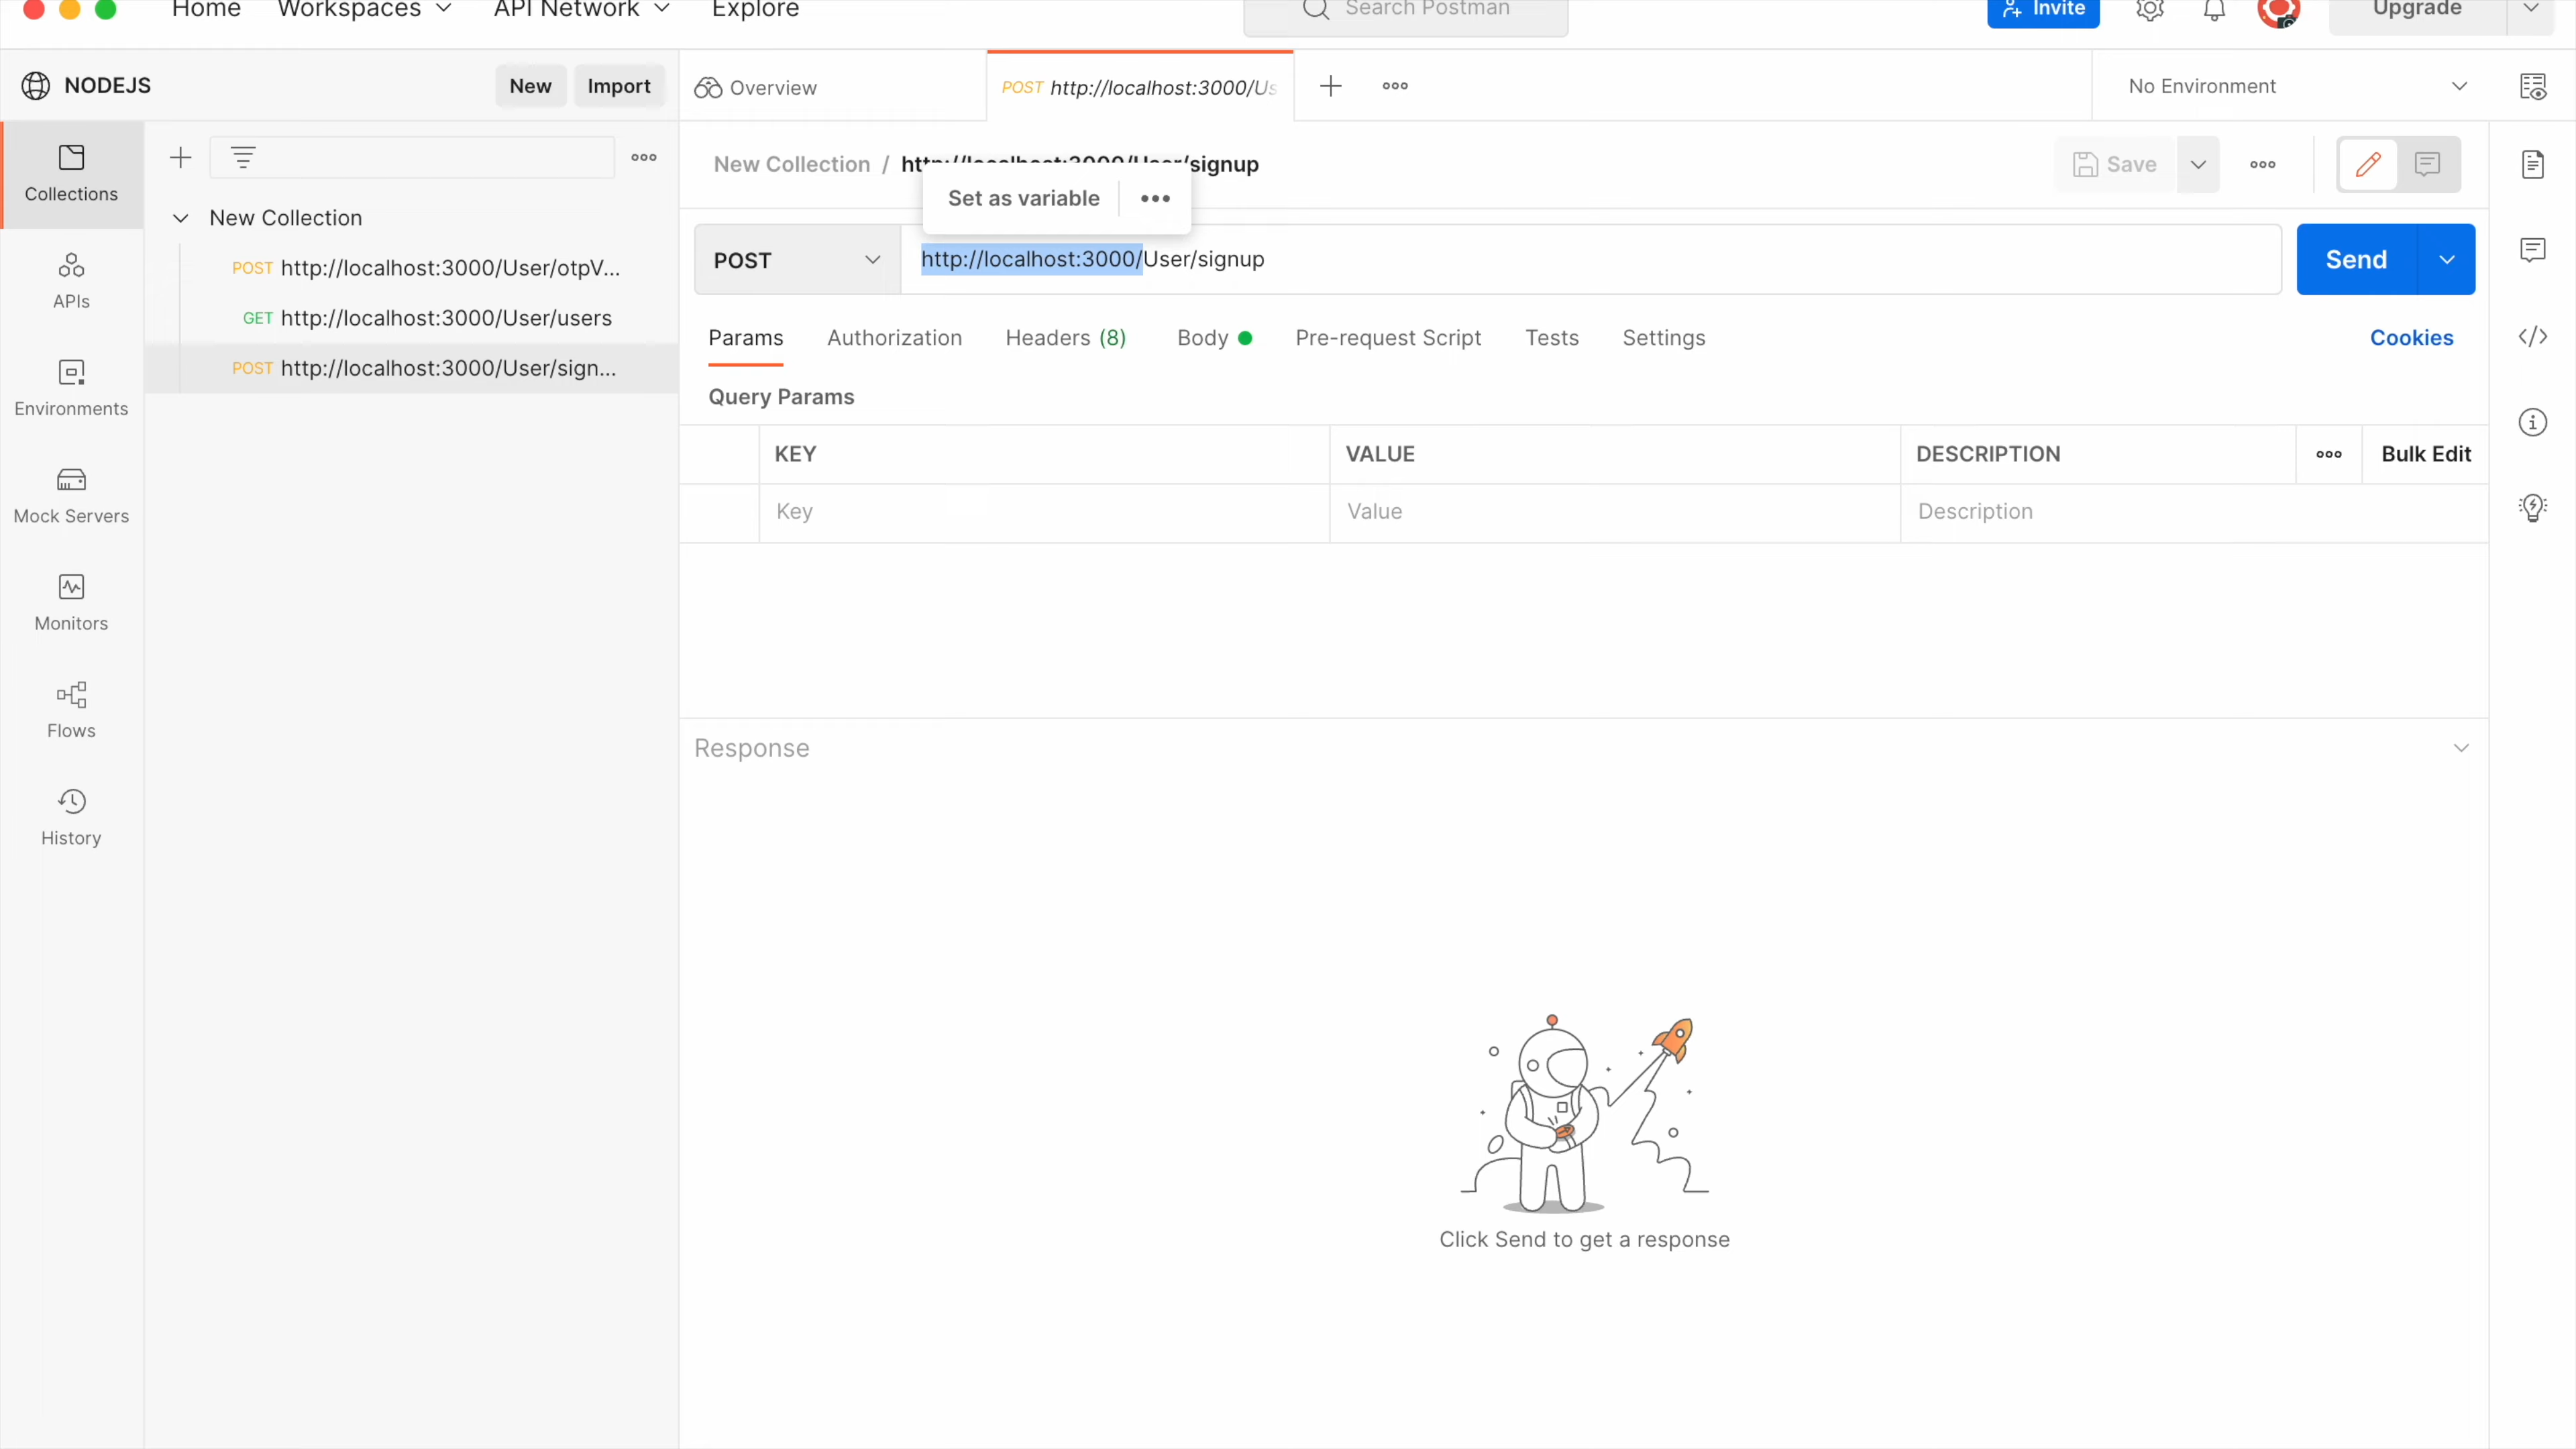 Home Workspaces API Network Explore Search Postman Invite Upgrade
NODEJS New Import
Overview POST http://localhost:3000/Us No Environment
Collections
APIs
Environments
Mock Servers
Monitors
Flows
History
New Collection
POST http://localhost:3000/User/otpV...
GET http://localhost:3000/User/users
POST http://localhost:3000/User/sign...
New Collection / http://localhost:3000/User/signup Save
Set as variable
POST http://localhost:3000/User/signup Send
Params Authorization Headers (8) Body Pre-request Script Tests Settings Cookies
Query Params
KEY VALUE DESCRIPTION Bulk Edit
Key Value Description
Response
Click Send to get a response